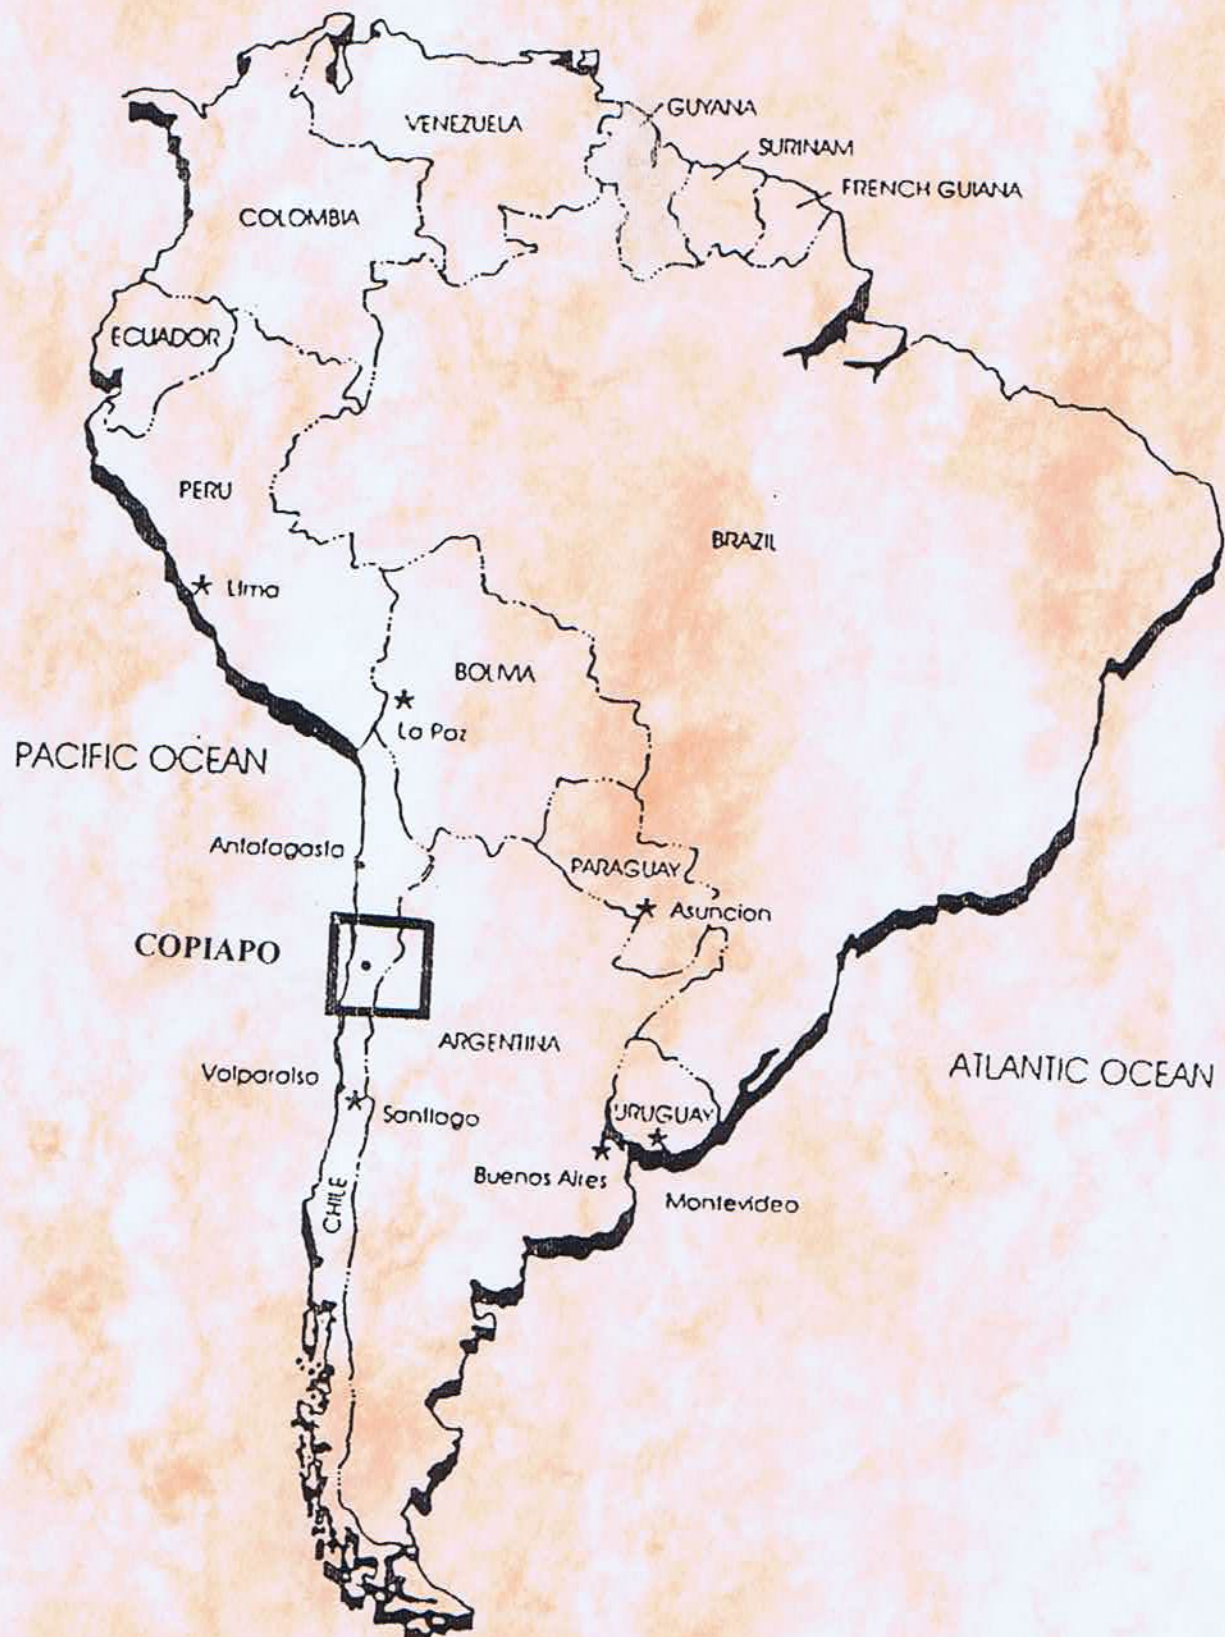 GUYANA
VENEZUELA
SURINAM
FRENCH GUIANA
COLOMBIA
ECUADOR
PERU
BRAZIL
Lima
BOLIVIA
La Paz
PACIFIC OCEAN
Antofagasta
PARAGUAY
Asuncion
COPIAPO
ARGENTINA
ATLANTIC OCEAN
Valparaiso
Santiago
URUGUAY
Buenos Aires
CHILE
Montevideo